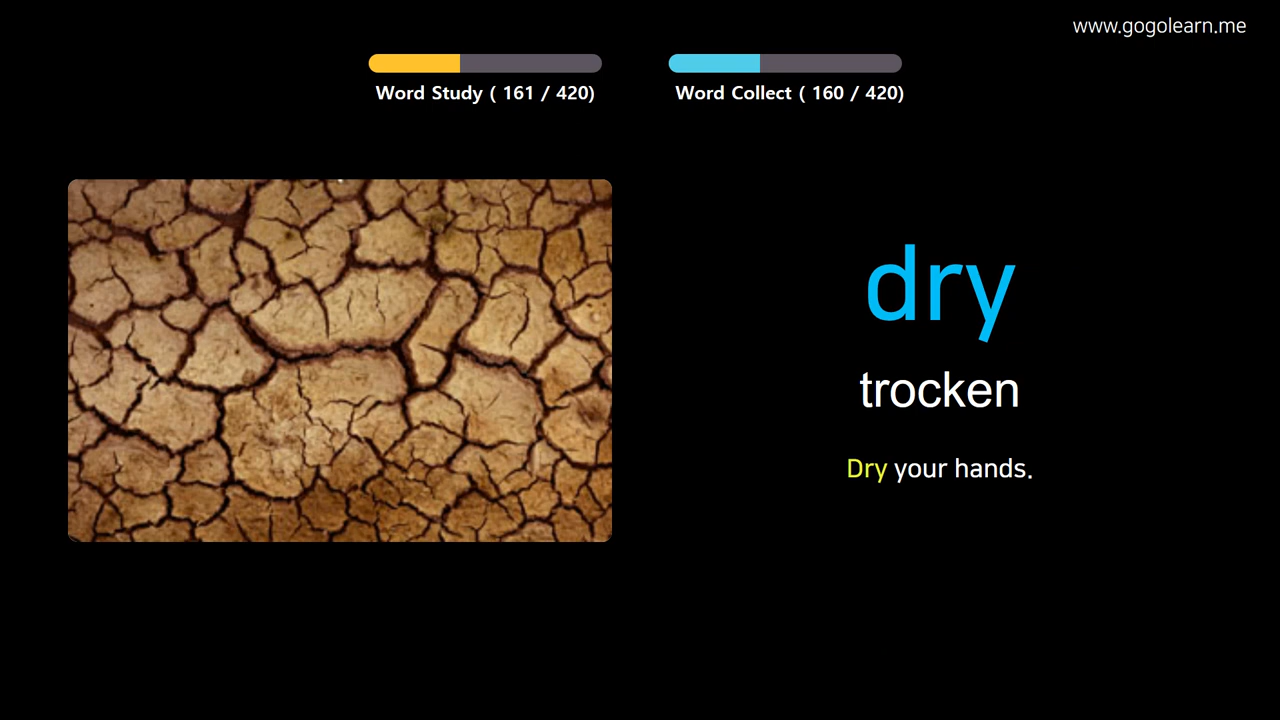 www.gogolearn.me
Word Study ( 161 / 420)
Word Collect ( 160 / 420)
dry
trocken
Dry your hands.